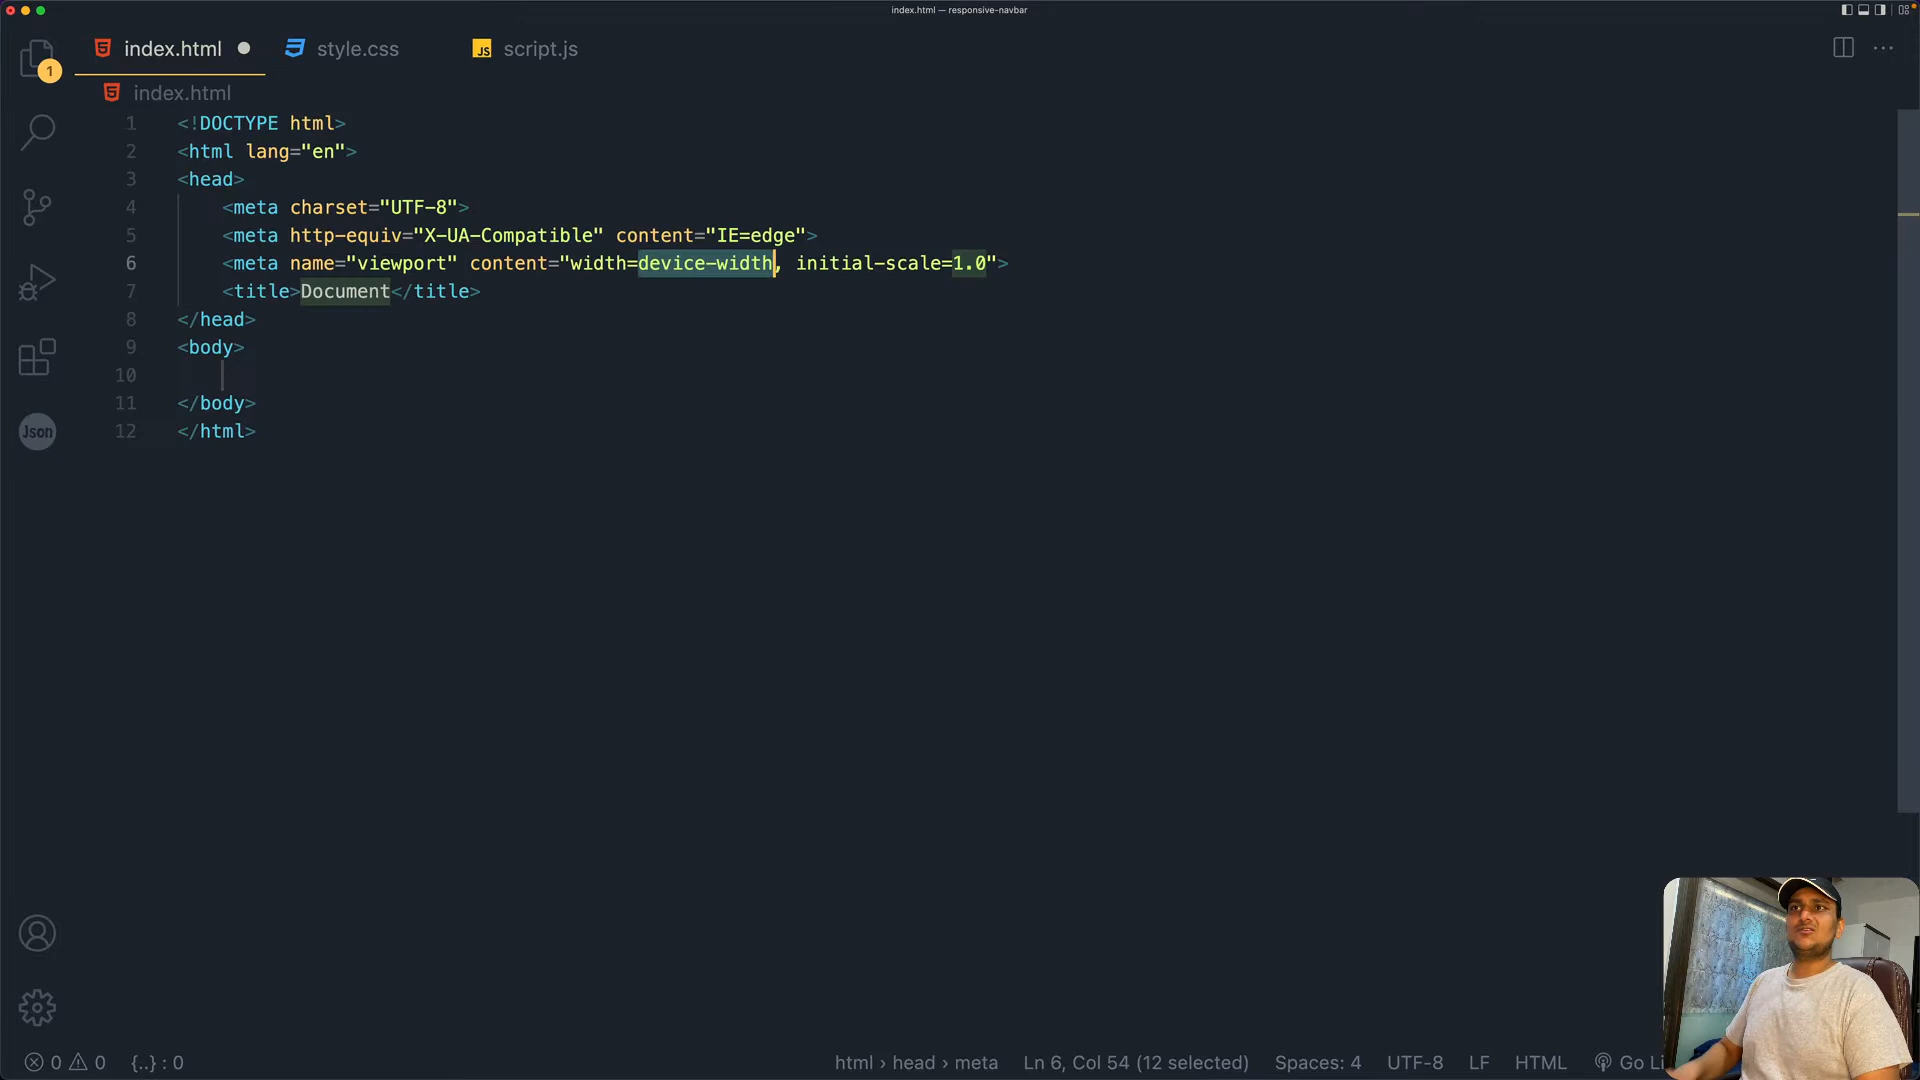 index.html — responsive-navbar
index.html
style.css
JS script.js
1
index.html
1 <!DOCTYPE html>
2 <html lang="en">
3 <head>
4 <meta charset="UTF-8">
5 <meta http-equiv="X-UA-Compatible" content="IE=edge">
6 <meta name="viewport" content="width=device-width, initial-scale=1.0">
7 <title>Document</title>
8 </head>
9 <body>
10
11 </body>
12 </html>
Json
0 0 {..} : 0
html › head › meta Ln 6, Col 54 (12 selected) Spaces: 4 UTF-8 LF HTML Go